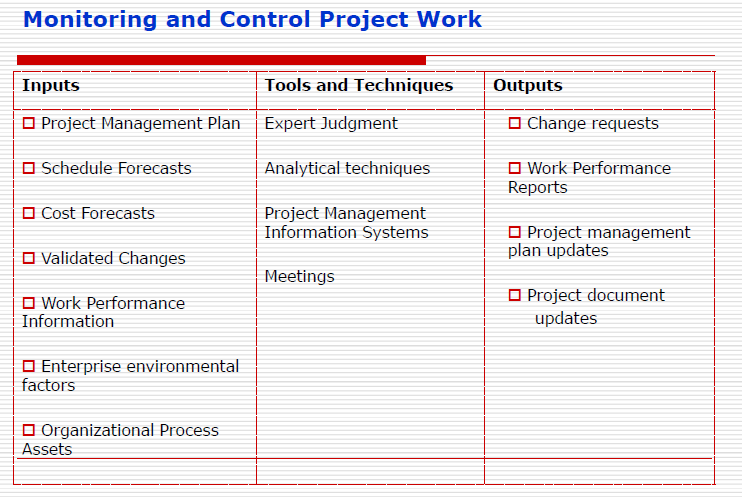 Monitoring and Control Project Work
Inputs
Tools and Techniques
Outputs
Project Management Plan
Schedule Forecasts
Cost Forecasts
Validated Changes
Work Performance
Information
Enterprise environmental
factors
Organizational Process
Assets
Expert Judgment
Analytical techniques
Project Management
Information Systems
Meetings
Change requests
Work Performance
Reports
Project management
plan updates
Project document
updates